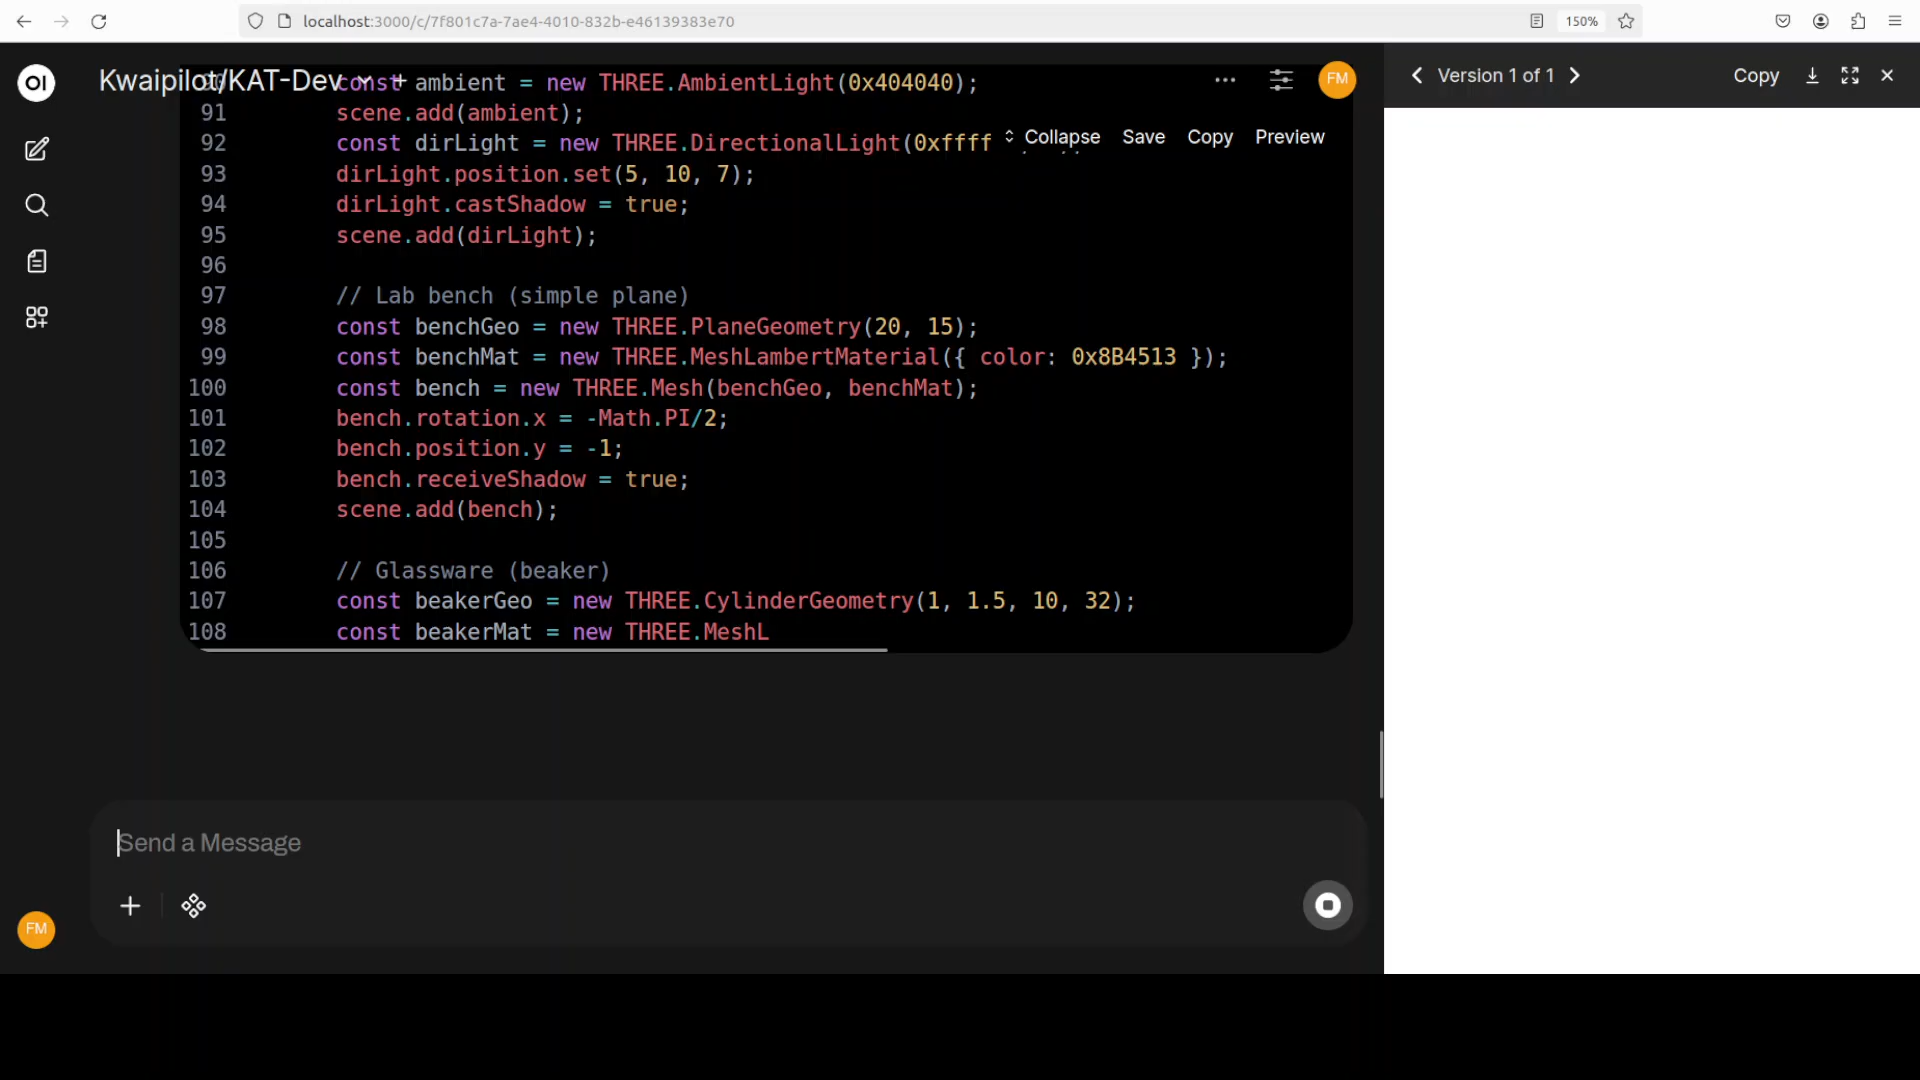 localhost:3000/c/7f801c7a-7ae4-4010-832b-e46139383e70
150%
OI
Kwaipilot/KAT-Dev
FM
Version 1 of 1
Copy
const ambient = new THREE.AmbientLight(0x404040);
91 scene.add(ambient);
92 const dirLight = new THREE.DirectionalLight(0xffff
Collapse Save Copy Preview
93 dirLight.position.set(5, 10, 7);
94 dirLight.castShadow = true;
95 scene.add(dirLight);
96
97 // Lab bench (simple plane)
98 const benchGeo = new THREE.PlaneGeometry(20, 15);
99 const benchMat = new THREE.MeshLambertMaterial({ color: 0x8B4513 });
100 const bench = new THREE.Mesh(benchGeo, benchMat);
101 bench.rotation.x = -Math.PI/2;
102 bench.position.y = -1;
103 bench.receiveShadow = true;
104 scene.add(bench);
105
106 // Glassware (beaker)
107 const beakerGeo = new THREE.CylinderGeometry(1, 1.5, 10, 32);
108 const beakerMat = new THREE.MeshL
Send a Message
FM